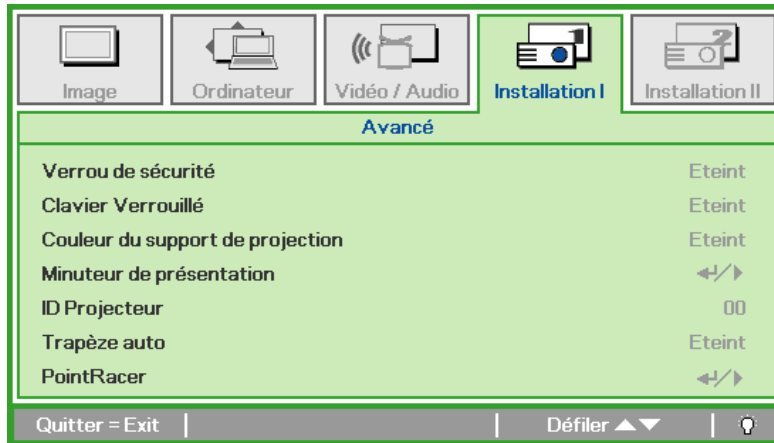 Image Ordinateur Vidéo / Audio Installation I Installation II
Avancé
Verrou de sécurité Eteint
Clavier Verrouillé Eteint
Couleur du support de projection Eteint
Minuteur de présentation
ID Projecteur 00
Trapèze auto Eteint
PointRacer
Quitter = Exit Défiler